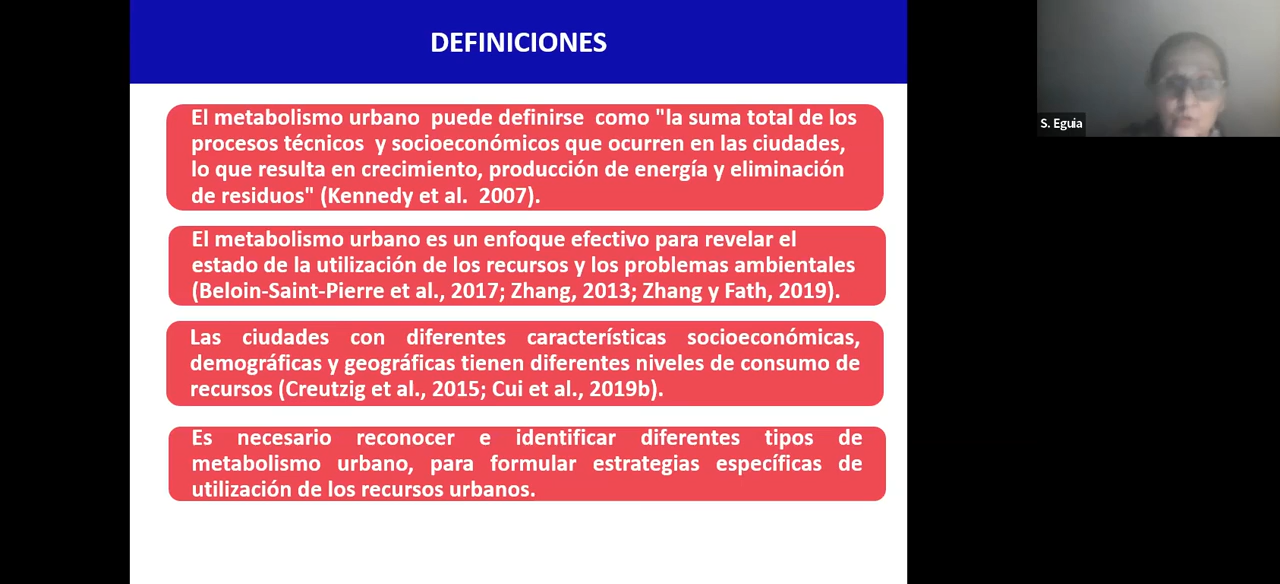 DEFINICIONES
El metabolismo urbano  puede definirse  como "la suma total de los
procesos técnicos  y socioeconómicos que ocurren en las ciudades,
lo que resulta en crecimiento, producción de energía y eliminación
de residuos" (Kennedy et al.  2007).
El metabolismo urbano es un enfoque efectivo para revelar el
estado de la utilización de los recursos y los problemas ambientales
(Beloin-Saint-Pierre et al., 2017; Zhang, 2013; Zhang y Fath, 2019).
Las ciudades con diferentes características socioeconómicas,
demográficas y geográficas tienen diferentes niveles de consumo de
recursos (Creutzig et al., 2015; Cui et al., 2019b).
Es necesario reconocer e identificar diferentes tipos de
metabolismo urbano, para formular estrategias específicas de
utilización de los recursos urbanos.
S. Eguia